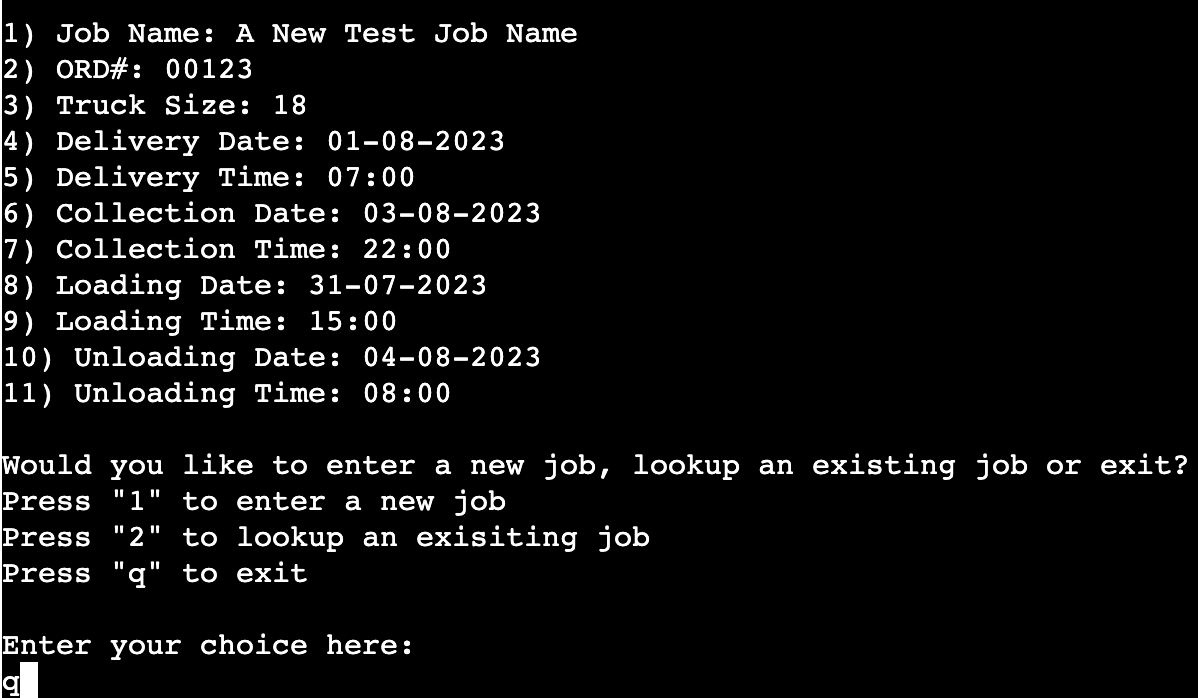 1) Job Name: A New Test Job Name
2) ORD#: 00123
3) Truck Size: 18
4) Delivery Date: 01-08-2023
5) Delivery Time: 07:00
6) Collection Date: 03-08-2023
7) Collection Time: 22:00
8) Loading Date: 31-07-2023
9) Loading Time: 15:00
10) Unloading Date: 04-08-2023
11) Unloading Time: 08:00
Would you like to enter a new job, lookup an existing job or exit?
Press "1" to enter a new job
Press "2" to lookup an exisiting job
Press "q" to exit
Enter your choice here:
q